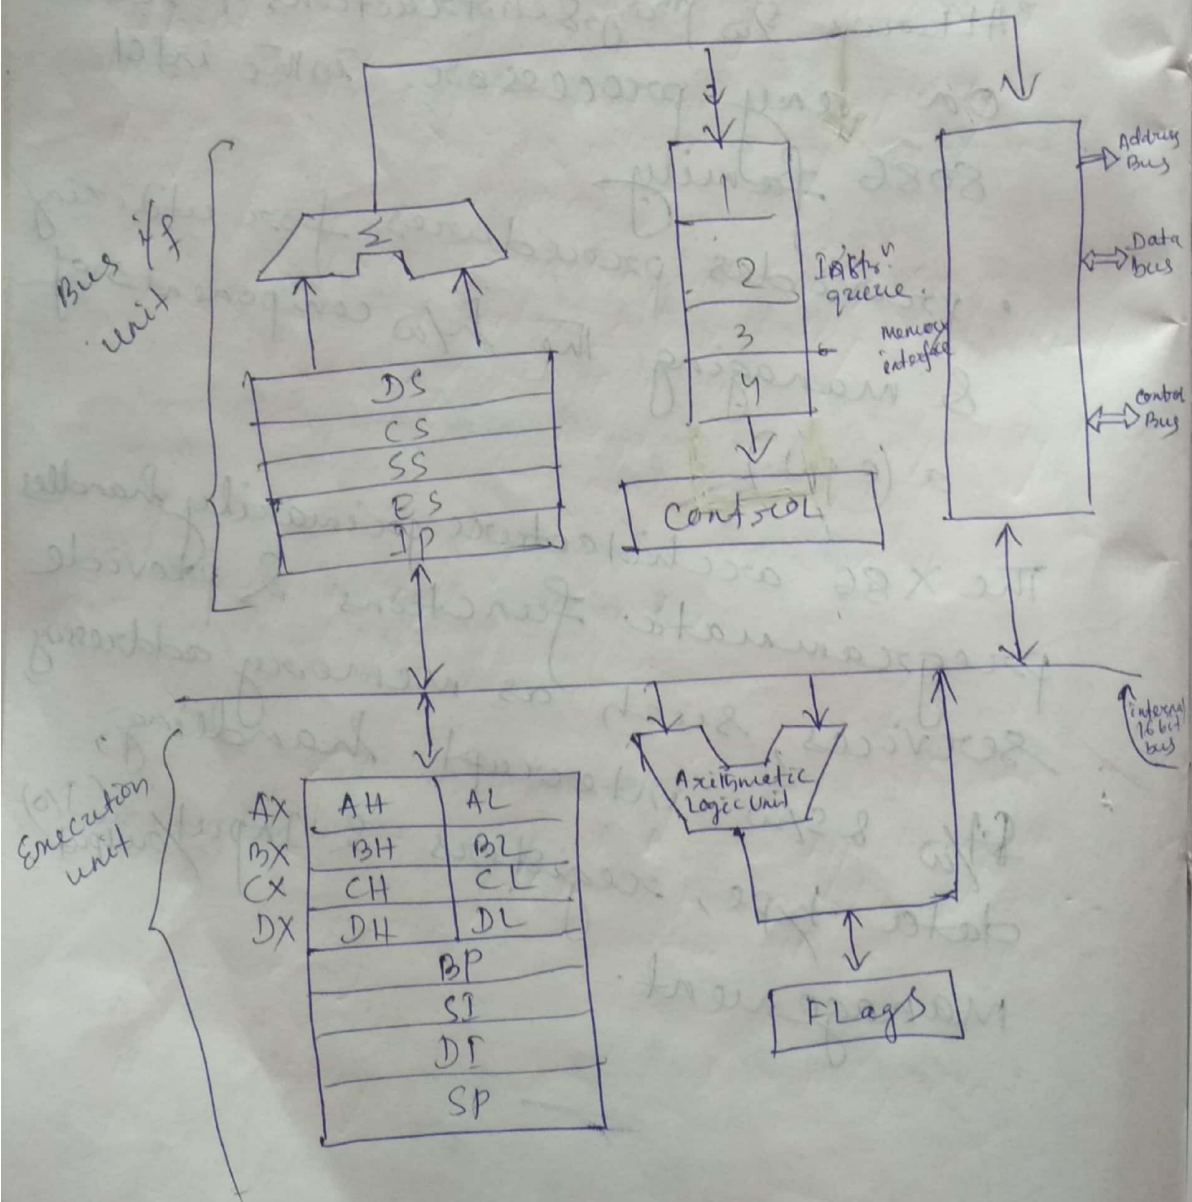 Bus i/f
unit
Σ
DS
CS
SS
ES
IP
1
2
3
4
Instrⁿ
queue.
Control
Memory
interface
Address
Bus
Data
bus
Control
Bus
internal
16 bit
bus
Execution
unit
AX AH AL
BX BH BL
CX CH CL
DX DH DL
BP
SI
DI
SP
Arithmetic
Logic Unit
FLagS